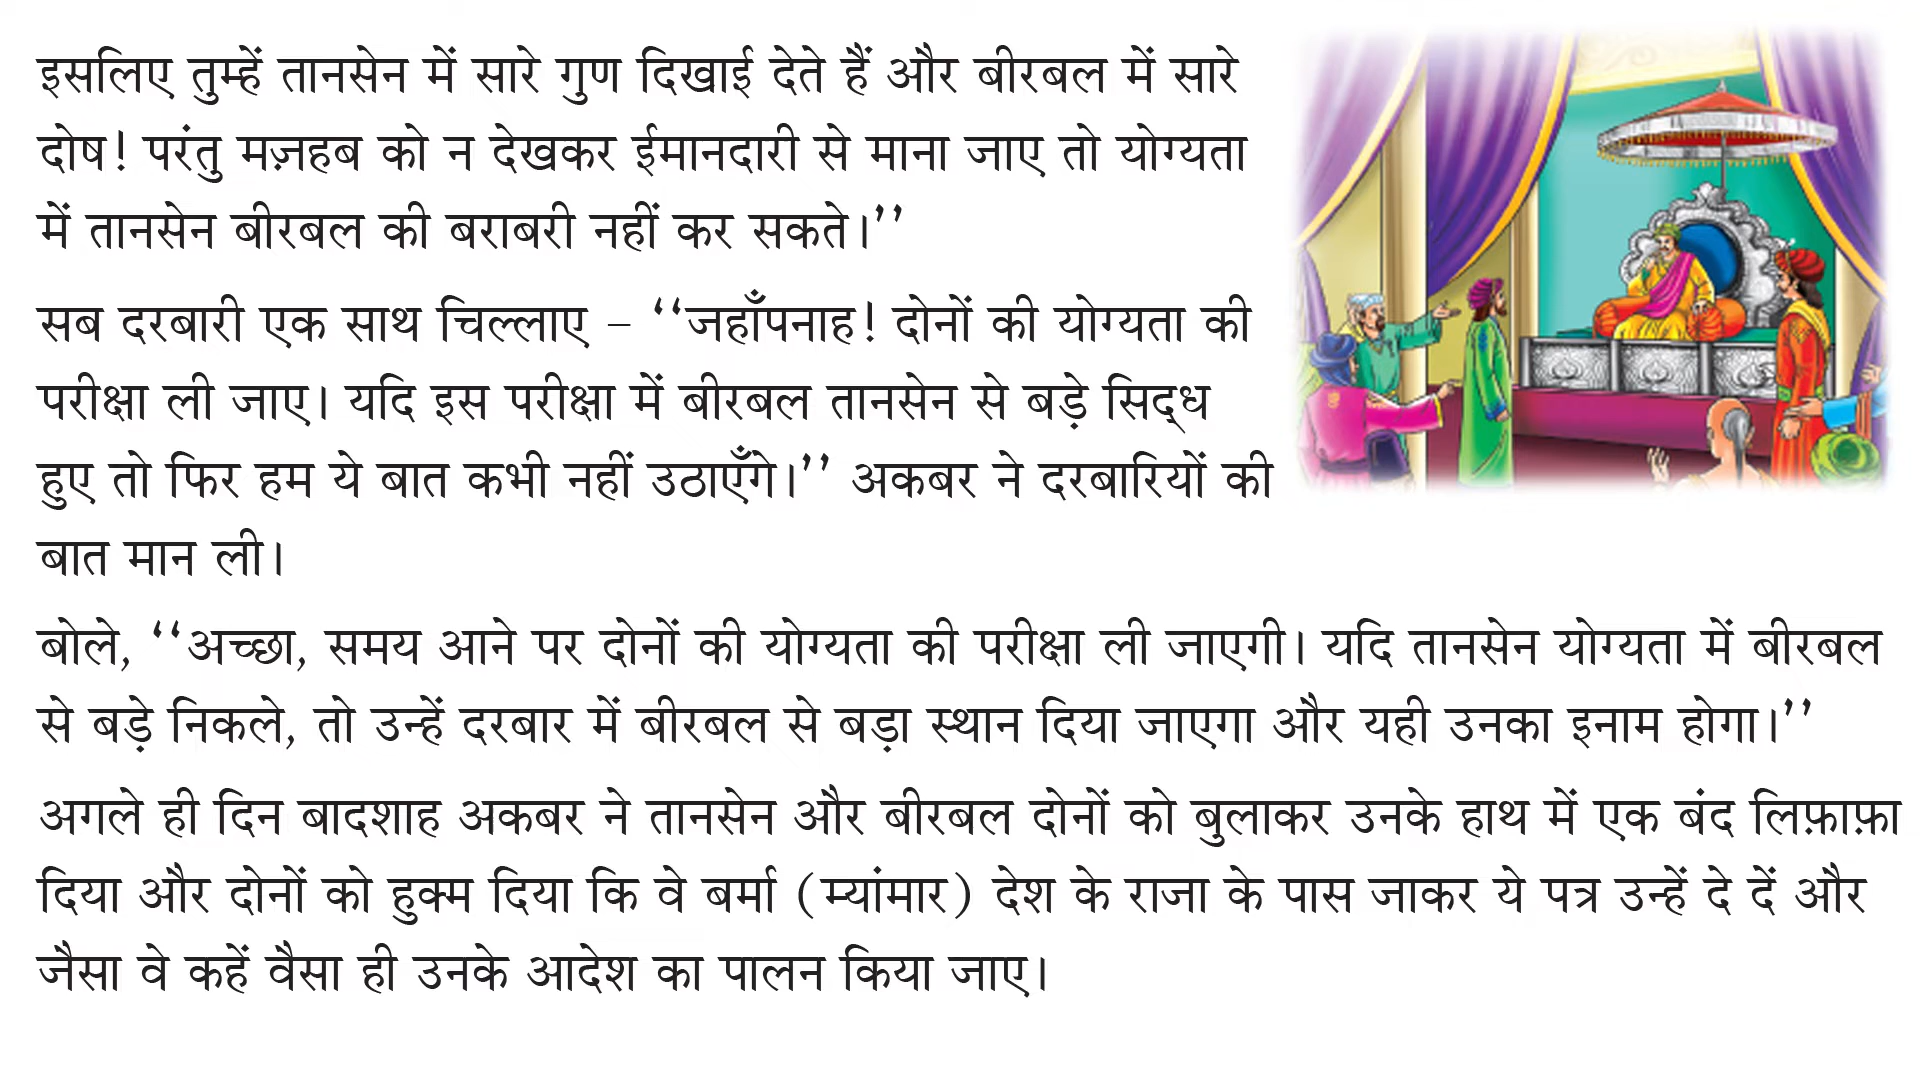 इसलिए तुम्हें तानसेन में सारे गुण दिखाई देते हैं और बीरबल में सारे
दोष! परंतु मज़हब को न देखकर ईमानदारी से माना जाए तो योग्यता
में तानसेन बीरबल की बराबरी नहीं कर सकते।’’
सब दरबारी एक साथ चिल्लाए – ‘‘जहाँपनाह! दोनों की योग्यता की
परीक्षा ली जाए। यदि इस परीक्षा में बीरबल तानसेन से बड़े सिद्ध
हुए तो फिर हम ये बात कभी नहीं उठाएँगे।’’ अकबर ने दरबारियों की
बात मान ली।
बोले, ‘‘अच्छा, समय आने पर दोनों की योग्यता की परीक्षा ली जाएगी। यदि तानसेन योग्यता में बीरबल
से बड़े निकले, तो उन्हें दरबार में बीरबल से बड़ा स्थान दिया जाएगा और यही उनका इनाम होगा।’’
अगले ही दिन बादशाह अकबर ने तानसेन और बीरबल दोनों को बुलाकर उनके हाथ में एक बंद लिफ़ाफ़ा
दिया और दोनों को हुक्म दिया कि वे बर्मा (म्यांमार) देश के राजा के पास जाकर ये पत्र उन्हें दे दें और
जैसा वे कहें वैसा ही उनके आदेश का पालन किया जाए।